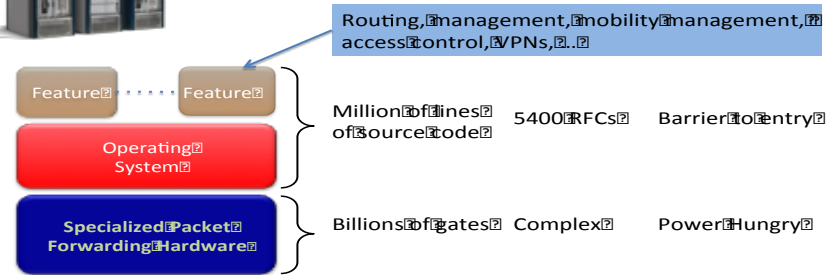 Routing, management, mobility management,
access control, VPNs, ...
Feature
Feature
Million of lines
of source code
5400 RFCs
Barrier to entry
Operating
System
Specialized Packet
Forwarding Hardware
Billions of gates
Complex
Power Hungry